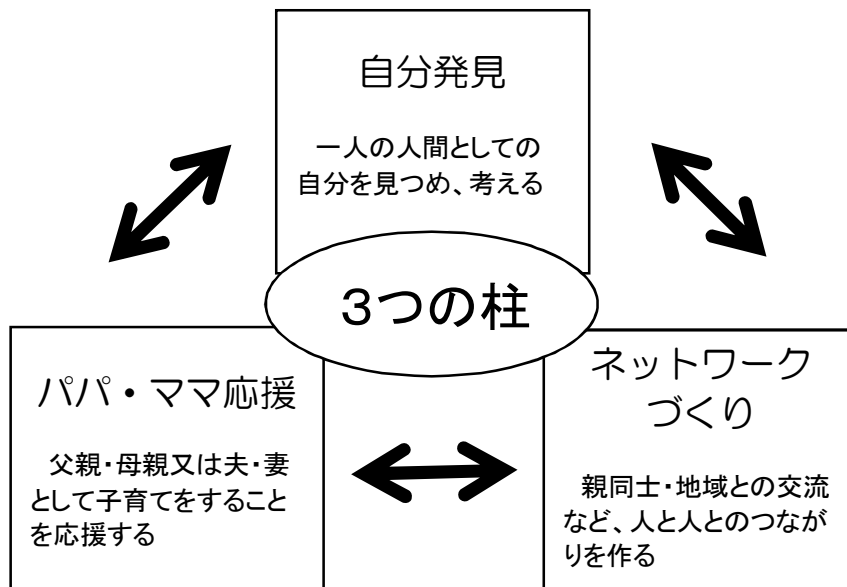 自分発見
一人の人間としての
自分を見つめ、考える
３つの柱
パパ・ママ応援
父親・母親又は夫・妻
として子育てをすること
を応援する
ネットワーク
づくり
親同士・地域との交流
など、人と人とのつなが
りを作る